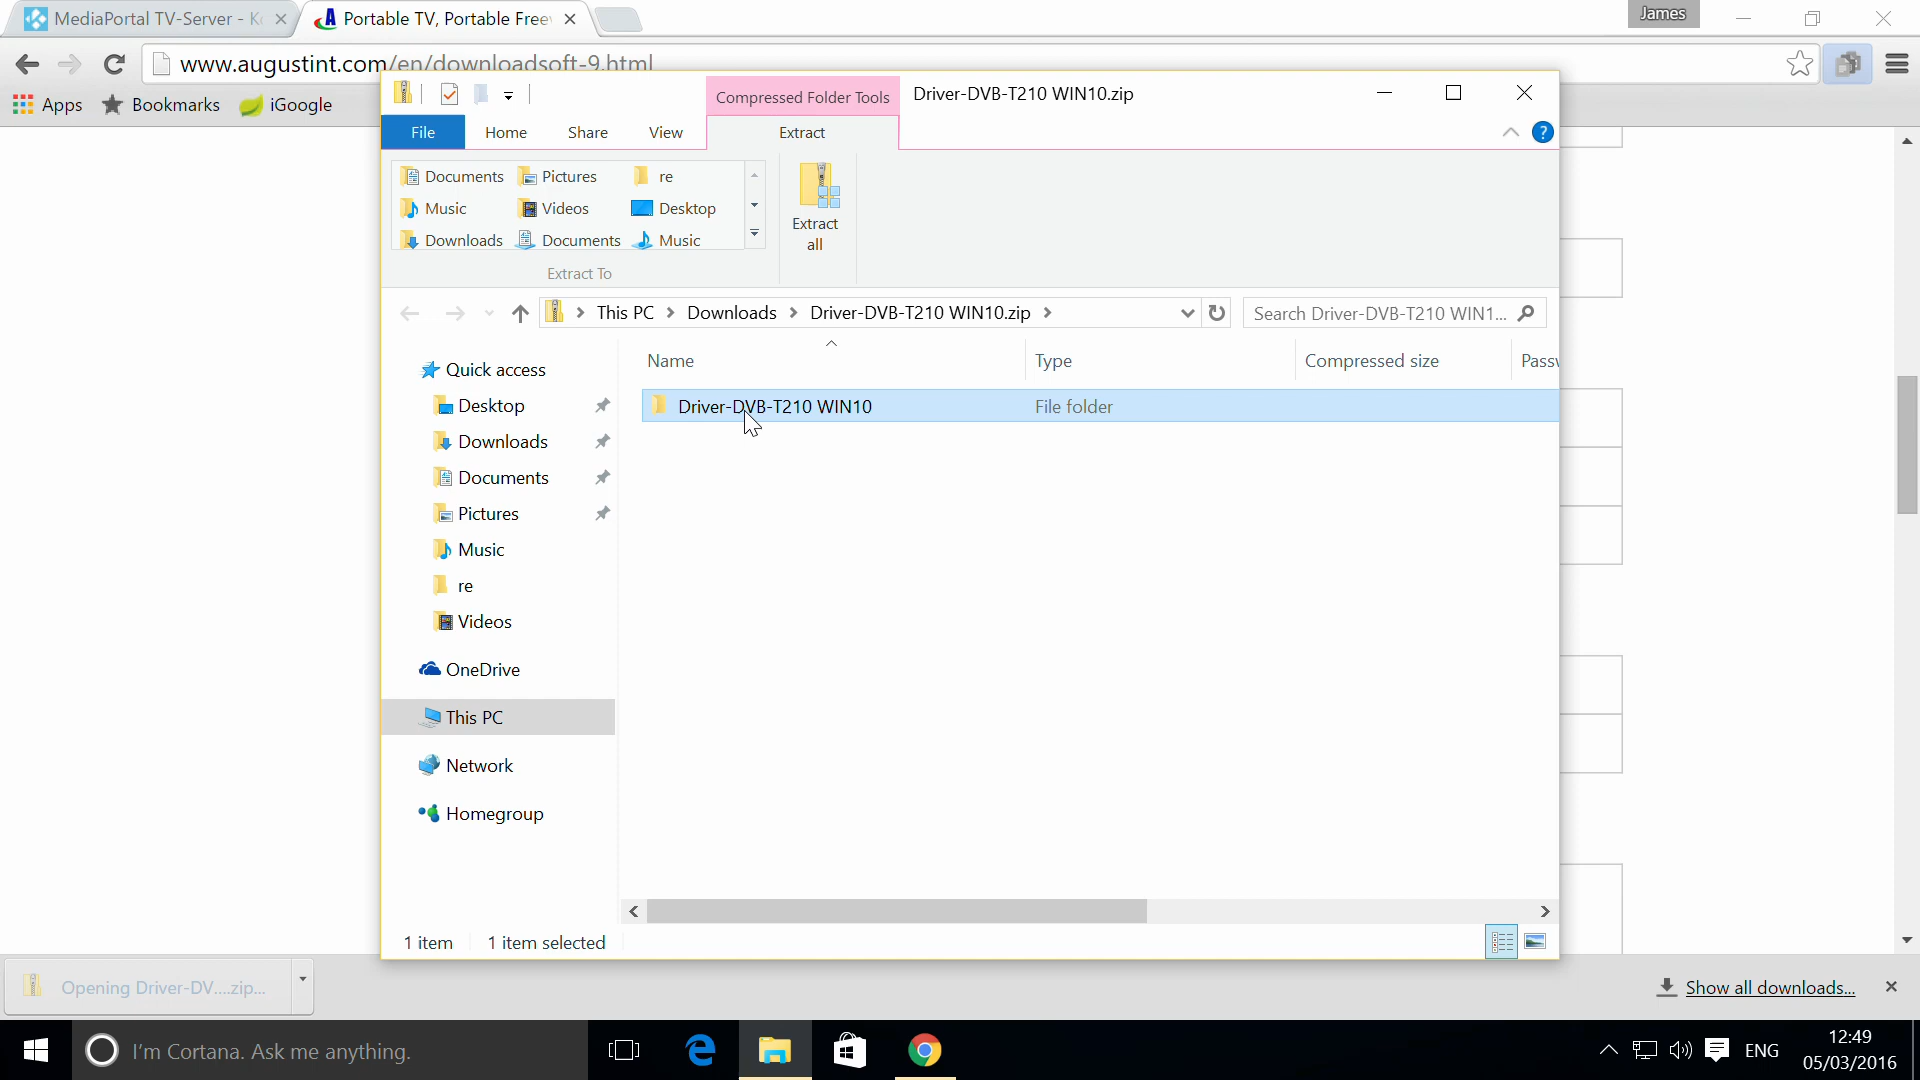 MediaPortal TV-Server - K
Portable TV, Portable Free
James
www.augustint.com/en/downloadsoft-9.html
Apps
Bookmarks
iGoogle
Compressed Folder Tools
Driver-DVB-T210 WIN10.zip
File
Home
Share
View
Extract
Documents
Pictures
re
Music
Videos
Desktop
Downloads
Documents
Music
Extract To
Extract
all
This PC
Downloads
Driver-DVB-T210 WIN10.zip
Search Driver-DVB-T210 WIN1...
Name
Type
Compressed size
Passw
Driver-DVB-T210 WIN10
File folder
Quick access
Desktop
Downloads
Documents
Pictures
Music
re
Videos
OneDrive
This PC
Network
Homegroup
1 item
1 item selected
Opening Driver-DV....zip...
Show all downloads...
I'm Cortana. Ask me anything.
ENG
12:49
05/03/2016